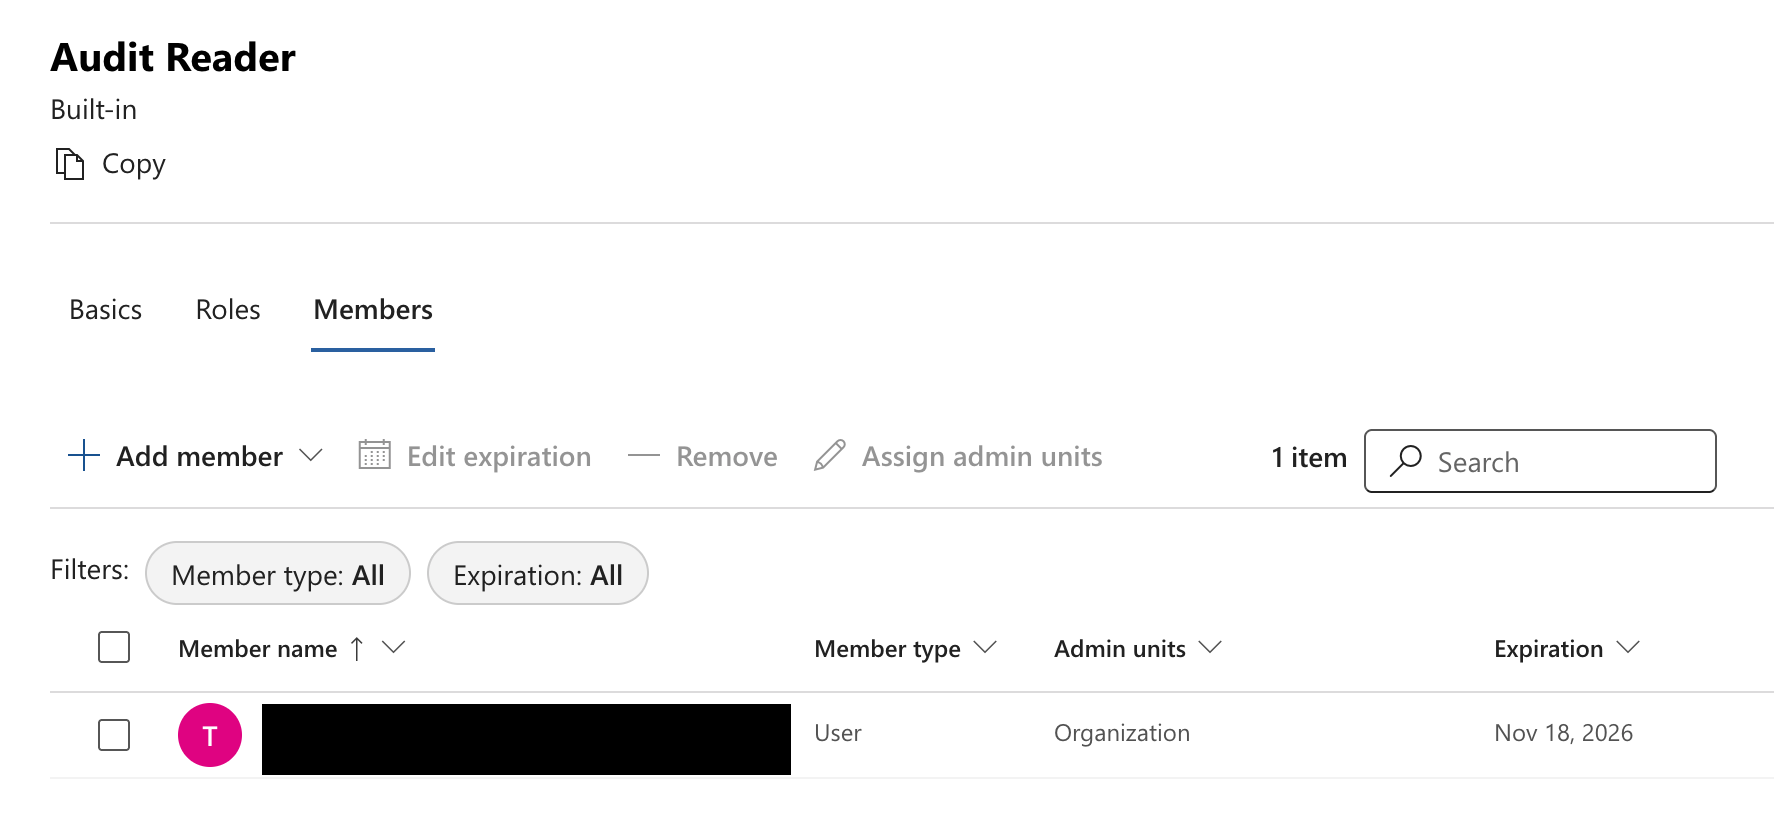 Audit Reader
Built-in
Copy
Basics Roles Members
Add member Edit expiration Remove Assign admin units 1 item Search
Filters: Member type: All Expiration: All
Member name ↑ Member type Admin units Expiration
T User Organization Nov 18, 2026